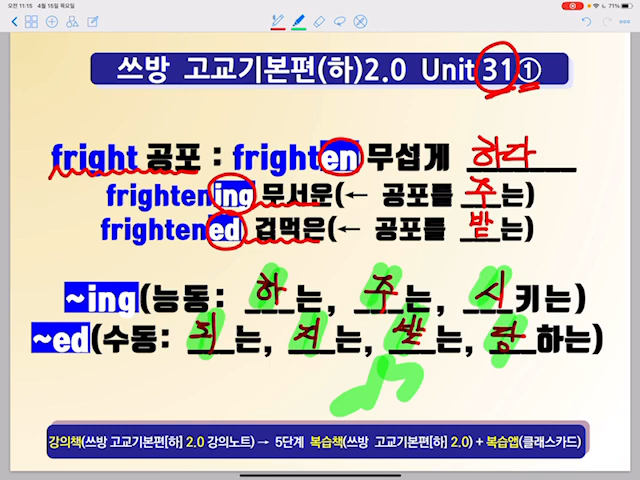 오전 11:15 4월 15일 목요일
71%
쓰방 고교기본편(하)2.0 Unit 31①
fright 공포 : frighten 무섭게 하다
frightening 무서운(← 공포를 주는)
frightened 겁먹은(← 공포를 받는)
~ing(능동: 하는, 주는, 시키는)
~ed(수동: 되는, 지는, 받는, 당하는)
강의책(쓰방 고교기본편[하] 2.0 강의노트) → 5단계 복습책(쓰방 고교기본편[하] 2.0) + 복습앱(클래스카드)